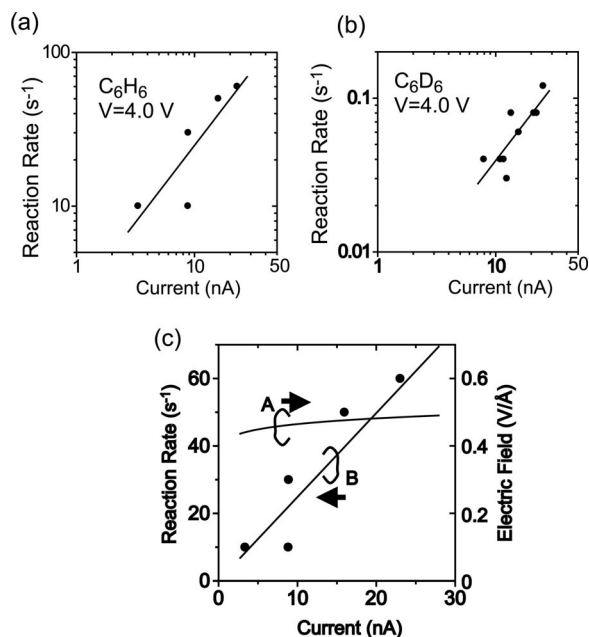 (a)
100
C₆H₆
V=4.0 V
10
1
10
50
Reaction Rate (s⁻¹)
Current (nA)
(b)
C₆D₆
V=4.0 V
0.1
0.01
1
10
50
Reaction Rate (s⁻¹)
Current (nA)
(c)
60
40
20
0
0
10
20
30
0.6
0.4
0.2
0
A
B
Reaction Rate (s⁻¹)
Electric Field (V/Å)
Current (nA)